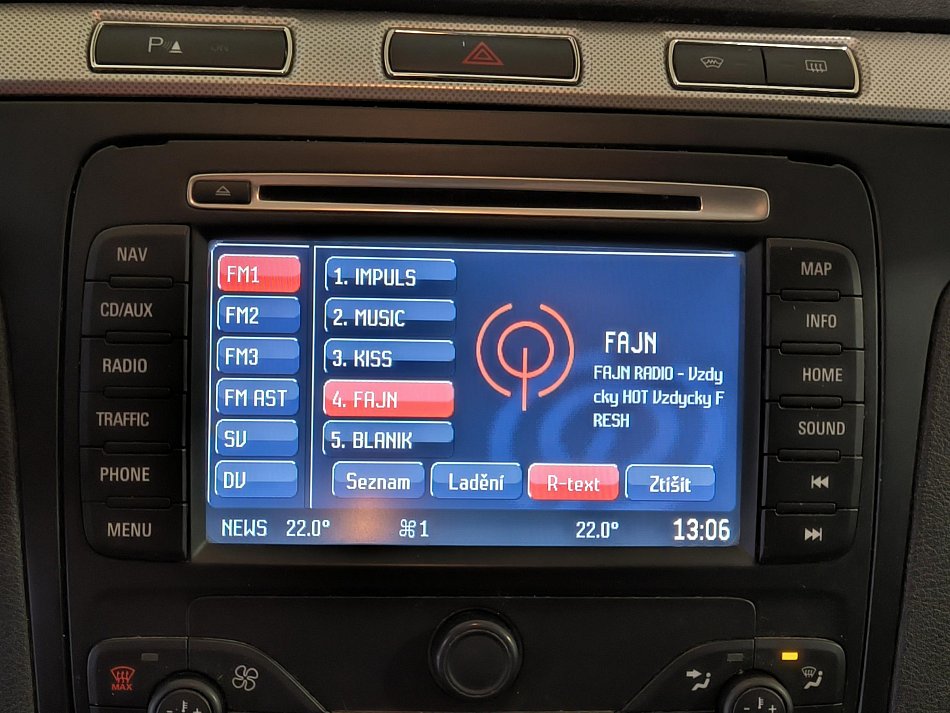 P ON
NAV
CD/AUX
RADIO
TRAFFIC
PHONE
MENU
FM1
FM2
FM3
FM AST
SV
DV
1. IMPULS
2. MUSIC
3. KISS
4. FAJN
5. BLANIK
FAJN
FAJN RADIO - Vzdy
cky HOT Vzdycky F
RESH
Seznam Ladění R-text Ztišit
NEWS 22.0° ⌘1 22.0° 13:06
MAP
INFO
HOME
SOUND
MAX